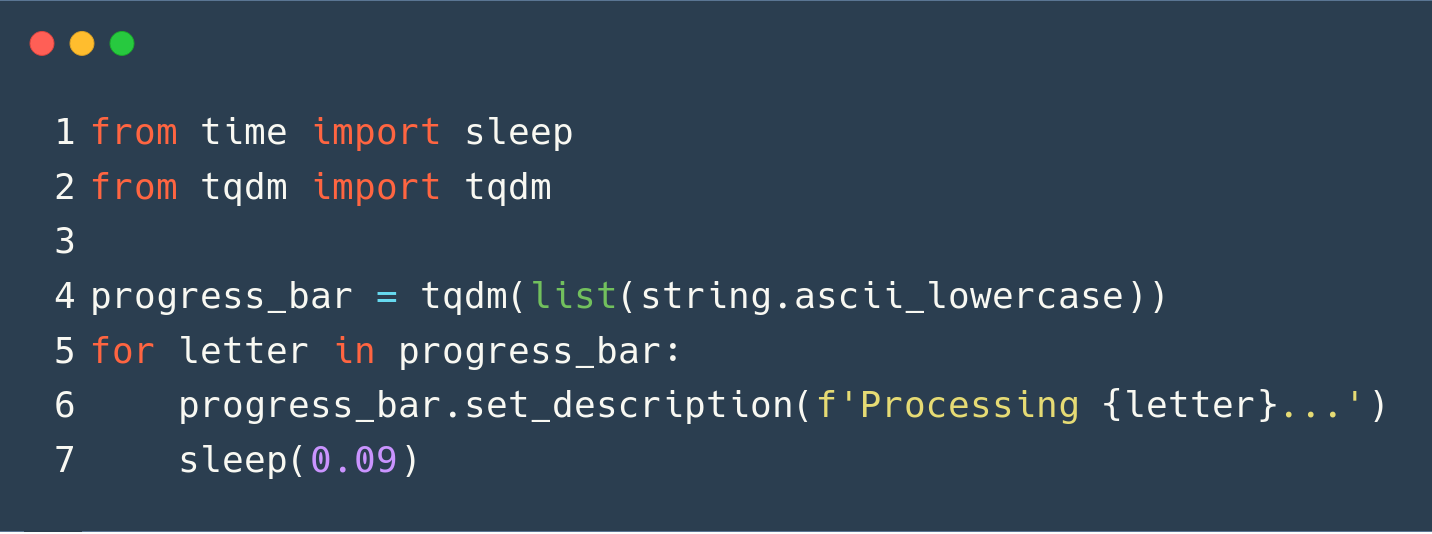 1 from time import sleep
2 from tqdm import tqdm
3
4 progress_bar = tqdm(list(string.ascii_lowercase))
5 for letter in progress_bar:
6     progress_bar.set_description(f'Processing {letter}...')
7     sleep(0.09)